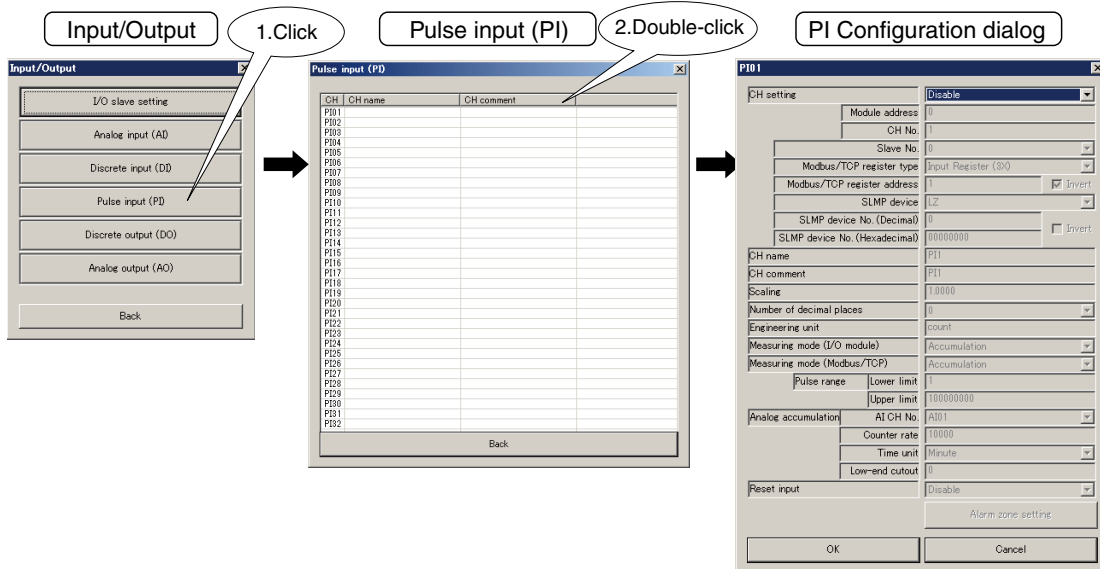 Input/Output
1.Click
Pulse input (PI)
2.Double-click
PI Configuration dialog
Input/Output
I/O slave setting
Analog input (AI)
Discrete input (DI)
Pulse input (PI)
Discrete output (DO)
Analog output (AO)
Back
Pulse input (PI)
CH CH name CH comment
PI01
PI02
PI03
PI04
PI05
PI06
PI07
PI08
PI09
PI10
PI11
PI12
PI13
PI14
PI15
PI16
PI17
PI18
PI19
PI20
PI21
PI22
PI23
PI24
PI25
PI26
PI27
PI28
PI29
PI30
PI31
PI32
Back
PI01
CH setting Disable
Module address 0
CH No. 1
Slave No. 0
Modbus/TCP register type Input Register (3X)
Modbus/TCP register address 1 Invert
SLMP device LZ
SLMP device No. (Decimal) 0 Invert
SLMP device No. (Hexadecimal) 00000000
CH name PI1
CH comment PI1
Scaling 1.0000
Number of decimal places 0
Engineering unit count
Measuring mode (I/O module) Accumulation
Measuring mode (Modbus/TCP) Accumulation
Pulse range Lower limit 1
Upper limit 100000000
Analog accumulation AI CH No. AI01
Counter rate 10000
Time unit Minute
Low-end cutout 0
Reset input Disable
Alarm zone setting
OK Cancel